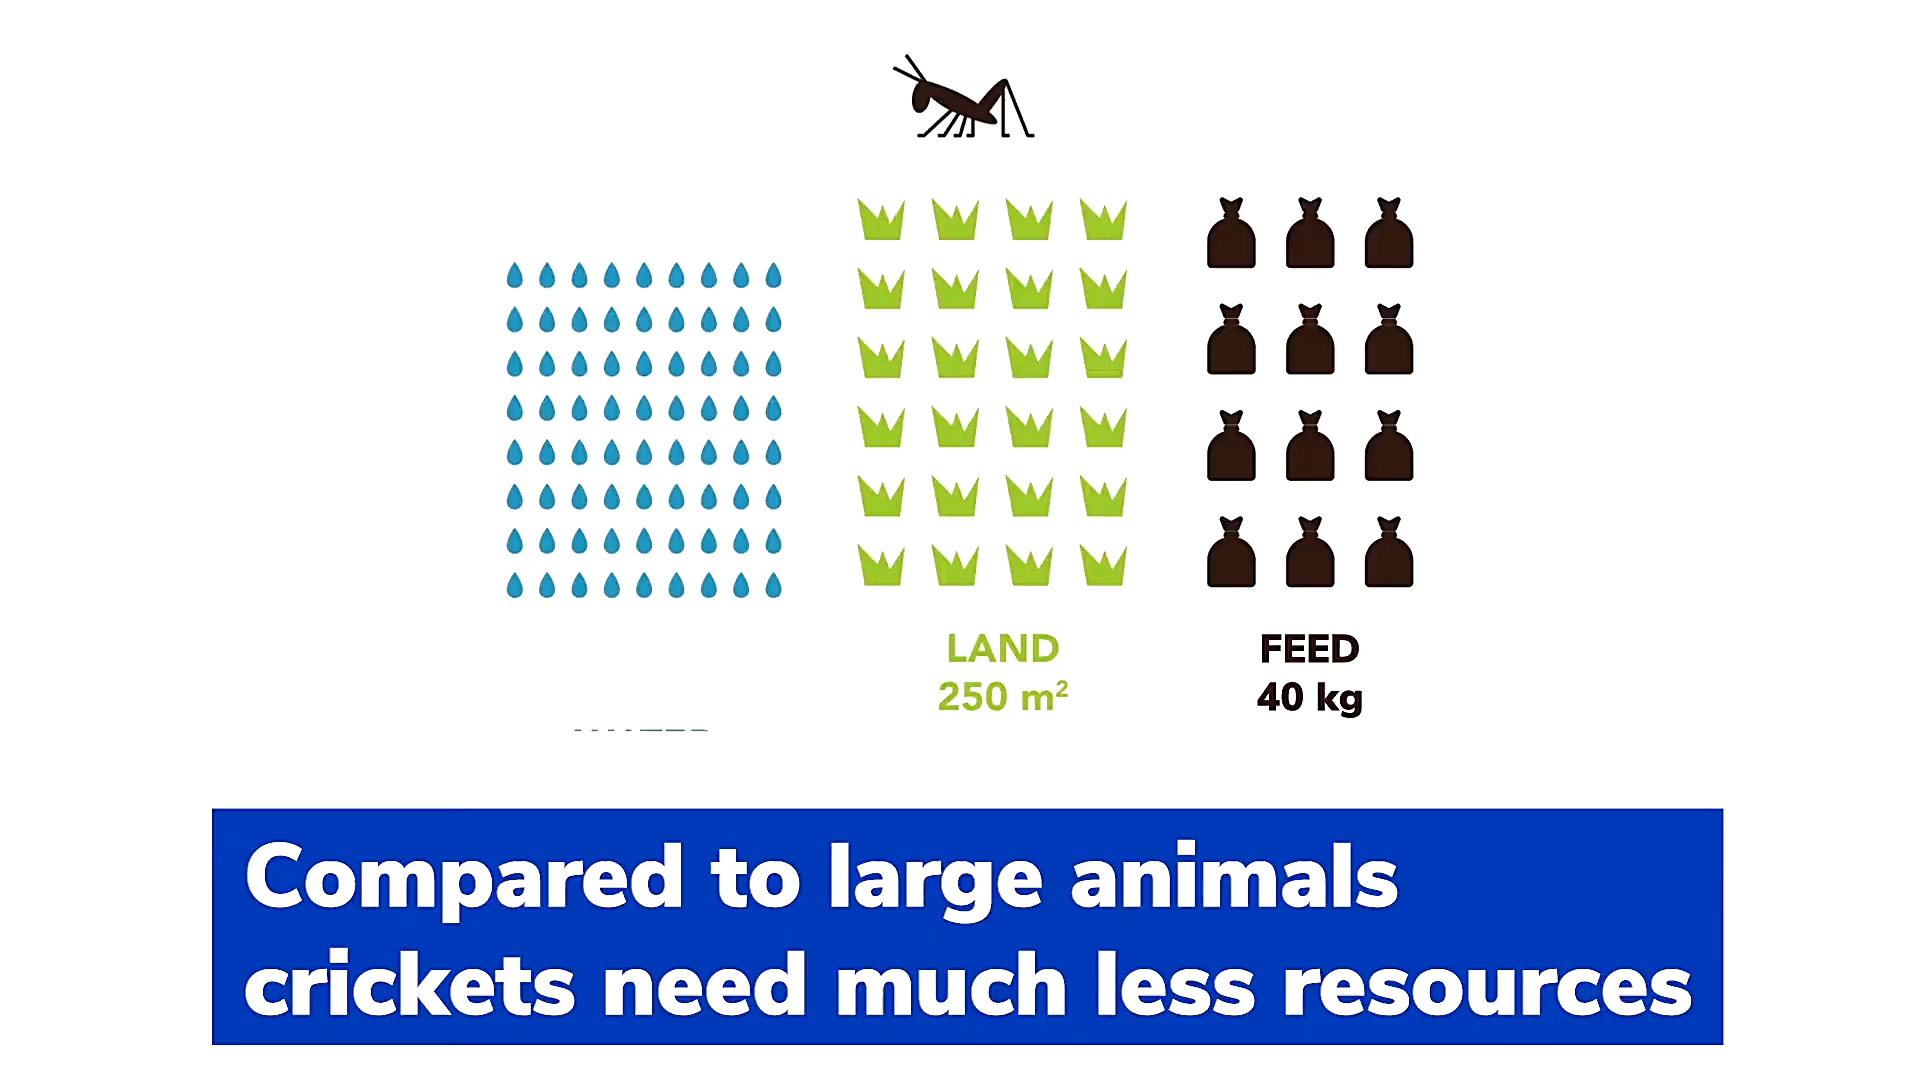 LAND
250 m²
FEED
40 kg
Compared to large animals
crickets need much less resources